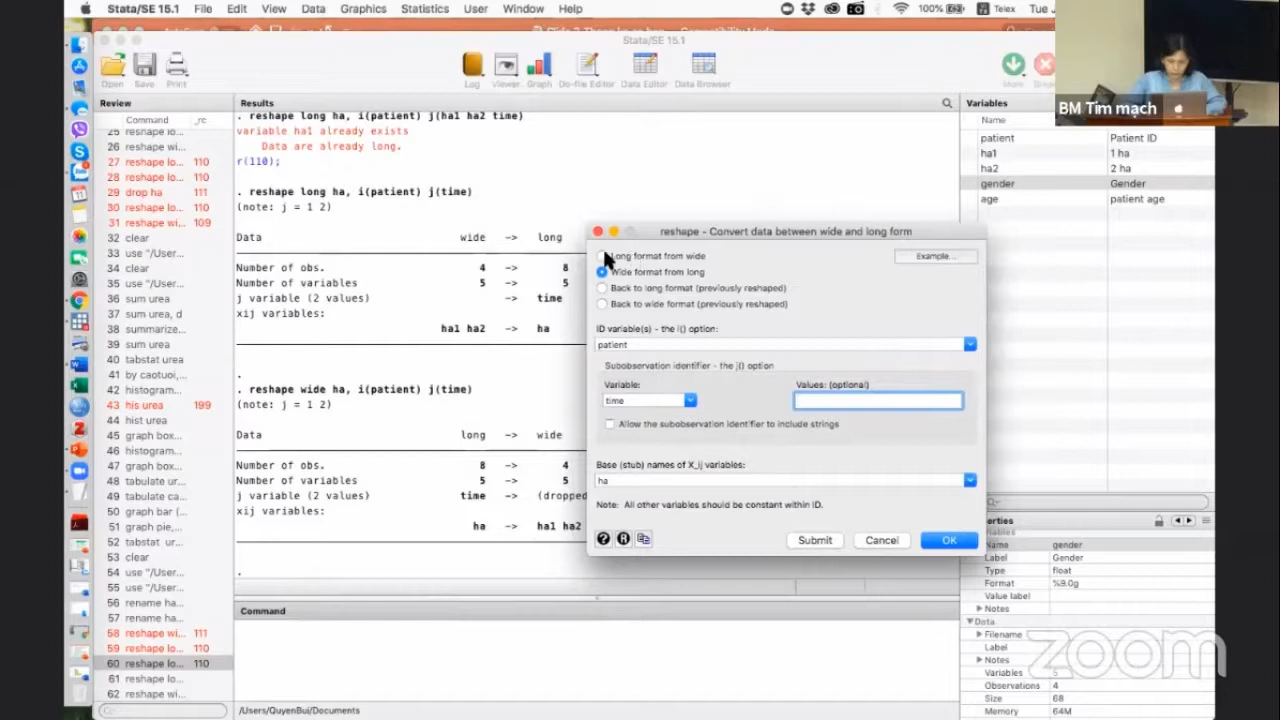 Stata/SE 15.1 File Edit View Data Graphics Statistics User Window Help 100% Telex Tue
Stata/SE 15.1
Open Save Print Log Viewer Graph Do-file Editor Data Editor Data Browser More
Review
Command _rc
25 reshape lo...
26 reshape wi...
27 reshape lo... 110
28 reshape lo... 110
29 drop ha 111
30 reshape lo... 110
31 reshape wi... 109
32 clear
33 use "/User...
34 clear
35 use "/User...
36 sum urea
37 sum urea, d
38 summarize...
39 sum urea
40 tabstat urea
41 by caotuoi,...
42 histogram...
43 his urea 199
44 hist urea
45 graph box...
46 graph box...
47 graph box...
48 tabulate ur...
49 tabulate ca...
50 graph bar (...
51 graph pie,...
52 tabstat ur...
53 clear
54 use "/User...
55 use "/User...
56 rename ha...
57 rename ha...
58 reshape wi... 111
59 reshape lo... 110
60 reshape lo... 110
61 reshape lo...
62 reshape wi...
Results
. reshape long ha, i(patient) j(ha1 ha2 time)
variable ha1 already exists
Data are already long.
r(110);
. reshape long ha, i(patient) j(time)
(note: j = 1 2)
Data wide -> long
Number of obs. 4 -> 8
Number of variables 5 -> 5
j variable (2 values) -> time
xij variables:
ha1 ha2 -> ha
.
. reshape wide ha, i(patient) j(time)
(note: j = 1 2)
Data long -> wide
Number of obs. 8 -> 4
Number of variables 5 -> 5
j variable (2 values) time -> (dropped
xij variables:
ha -> ha1 ha2
.
Command
/Users/QuyenBui/Documents
reshape - Convert data between wide and long form
Long format from wide
Example...
Wide format from long
Back to long format (previously reshaped)
Back to wide format (previously reshaped)
ID variable(s) - the i() option:
patient
Subobservation identifier - the j() option
Variable: Values: (optional)
time
Allow the subobservation identifier to include strings
Base (stub) names of X_ij variables:
ha
Note: All other variables should be constant within ID.
Submit Cancel OK
BM Tim mạch
Variables
Name
patient Patient ID
ha1 1 ha
ha2 2 ha
gender Gender
age patient age
erties
Name gender
Label Gender
Type float
Format %9.0g
Value label
Notes
Data
Filename
Label
Notes
Variables 5
Observations 4
Size 68
Memory 64M
zoom